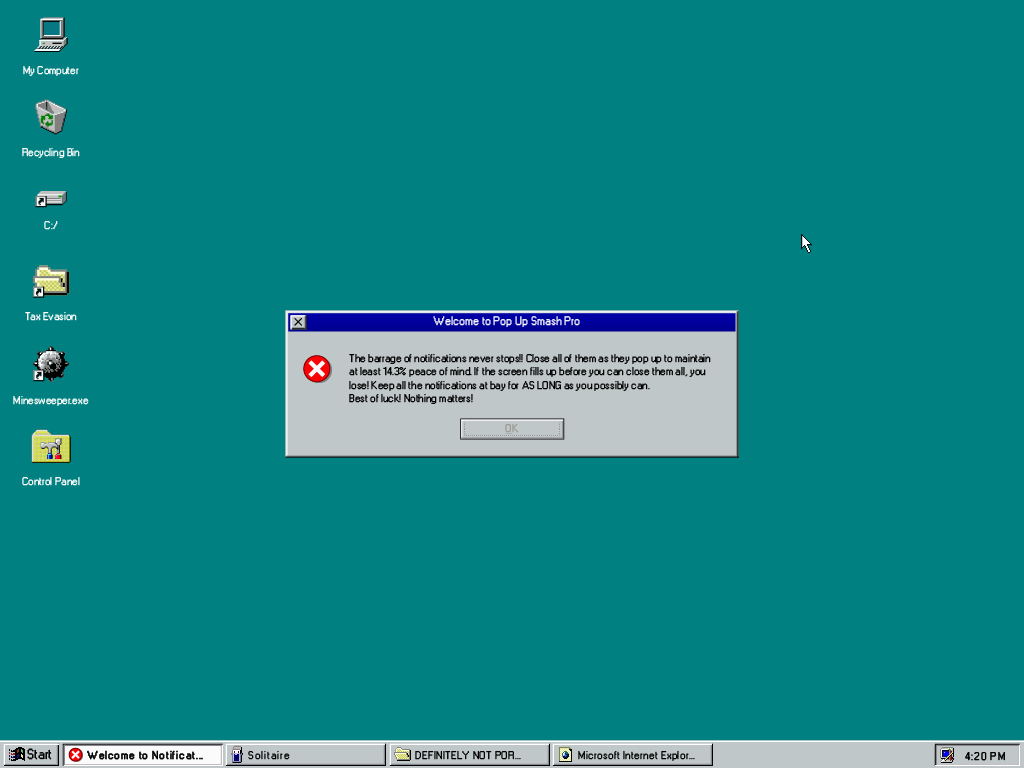 My Computer
Recycling Bin
C:/
Tax Evasion
Minesweeper.exe
Control Panel
Welcome to Pop Up Smash Pro
The barrage of notifications never stops!! Close all of them as they pop up to maintain
at least 14.3% peace of mind. If the screen fills up before you can close them all, you
lose! Keep all the notifications at bay for AS LONG as you possibly can.
Best of luck! Nothing matters!
OK
Start
Welcome to Notificat...
Solitaire
DEFINITELY NOT POR...
Microsoft Internet Explor...
4:20 PM